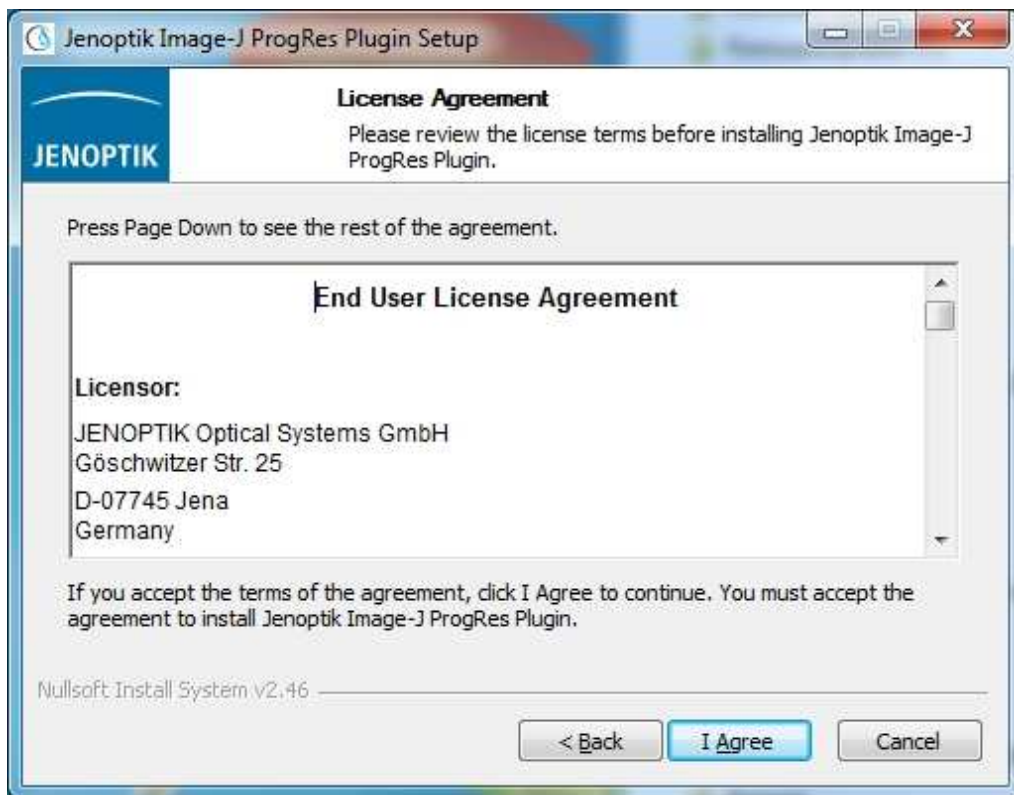 Jenoptik Image-J ProgRes Plugin Setup
JENOPTIK
License Agreement
Please review the license terms before installing Jenoptik Image-J
ProgRes Plugin.
Press Page Down to see the rest of the agreement.
End User License Agreement
Licensor:
JENOPTIK Optical Systems GmbH
Göschwitzer Str. 25
D-07745 Jena
Germany
If you accept the terms of the agreement, click I Agree to continue. You must accept the
agreement to install Jenoptik Image-J ProgRes Plugin.
Nullsoft Install System v2.46
< Back
I Agree
Cancel